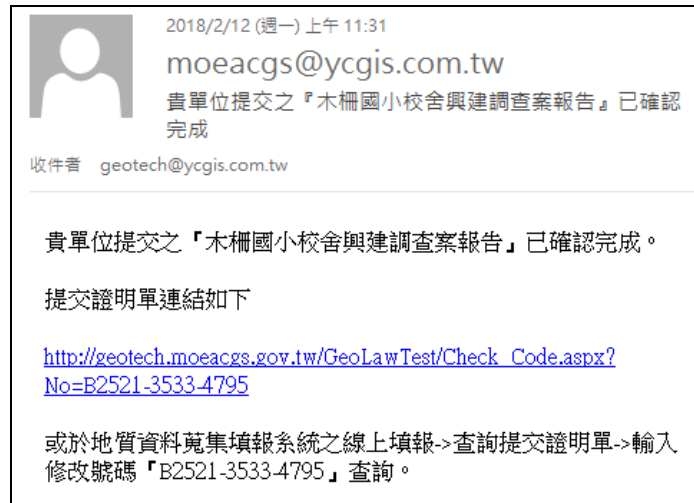 2018/2/12 (週一) 上午 11:31
moeacgs@ycgis.com.tw
貴單位提交之『木柵國小校舍興建調查案報告』已確認
完成
收件者 geotech@ycgis.com.tw
貴單位提交之「木柵國小校舍興建調查案報告」已確認完成。
提交證明單連結如下
http://geotech.moeacgs.gov.tw/GeoLawTest/Check_Code.aspx?
No=B2521-3533-4795
或於地質資料蒐集填報系統之線上填報->查詢提交證明單->輸入
修改號碼「B2521-3533-4795」查詢。